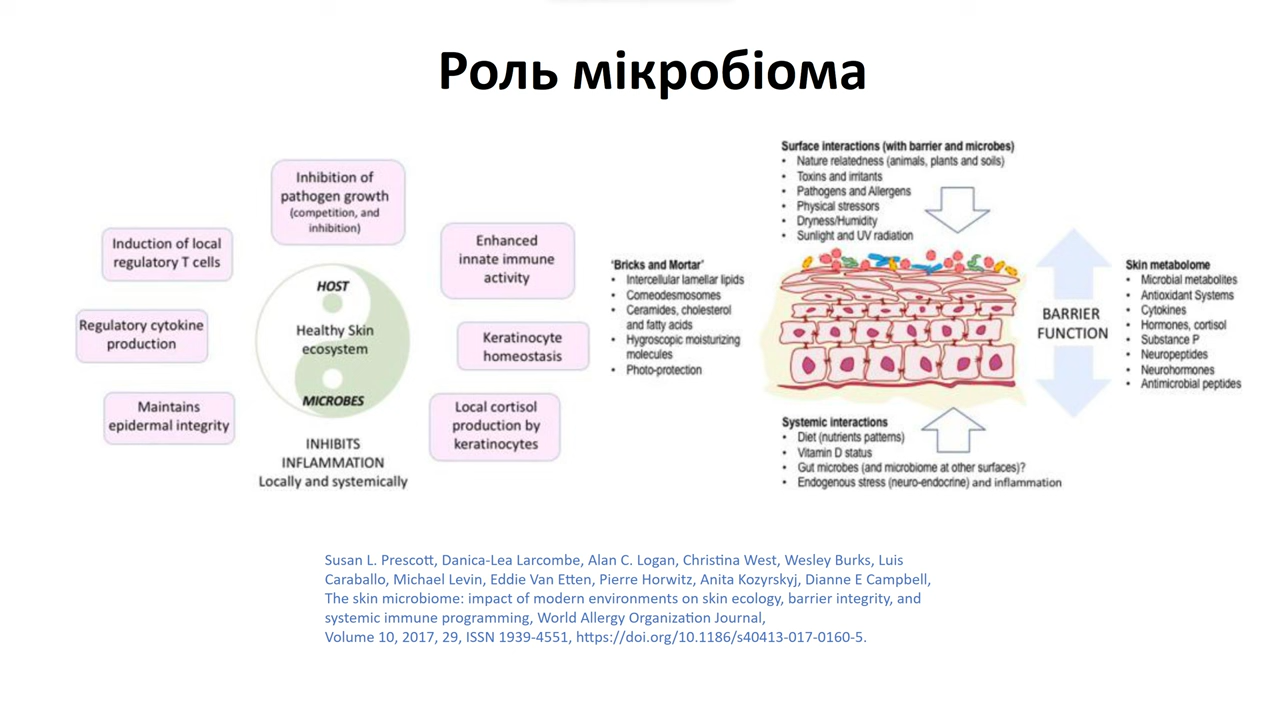 Роль мікробіома
Inhibition of
pathogen growth
(competition, and
inhibition)
Induction of local
regulatory T cells
Regulatory cytokine
production
Maintains
epidermal integrity
HOST
Healthy Skin
ecosystem
MICROBES
INHIBITS
INFLAMMATION
Locally and systemically
Enhanced
innate immune
activity
Keratinocyte
homeostasis
Local cortisol
production by
keratinocytes
'Bricks and Mortar'
• Intercellular lamellar lipids
• Corneodesmosomes
• Ceramides, cholesterol
and fatty acids
• Hygroscopic moisturizing
molecules
• Photo-protection
Surface interactions (with barrier and microbes)
• Nature relatedness (animals, plants and soils)
• Toxins and irritants
• Pathogens and Allergens
• Physical stressors
• Dryness/Humidity
• Sunlight and UV radiation
Systemic interactions
• Diet (nutrients patterns)
• Vitamin D status
• Gut microbes (and microbiome at other surfaces)?
• Endogenous stress (neuro-endocrine) and inflammation
BARRIER
FUNCTION
Skin metabolome
• Microbial metabolites
• Antioxidant Systems
• Cytokines
• Hormones, cortisol
• Substance P
• Neuropeptides
• Neurohormones
• Antimicrobial peptides
Susan L. Prescott, Danica-Lea Larcombe, Alan C. Logan, Christina West, Wesley Burks, Luis
Caraballo, Michael Levin, Eddie Van Etten, Pierre Horwitz, Anita Kozyrskyj, Dianne E Campbell,
The skin microbiome: impact of modern environments on skin ecology, barrier integrity, and
systemic immune programming, World Allergy Organization Journal,
Volume 10, 2017, 29, ISSN 1939-4551, https://doi.org/10.1186/s40413-017-0160-5.